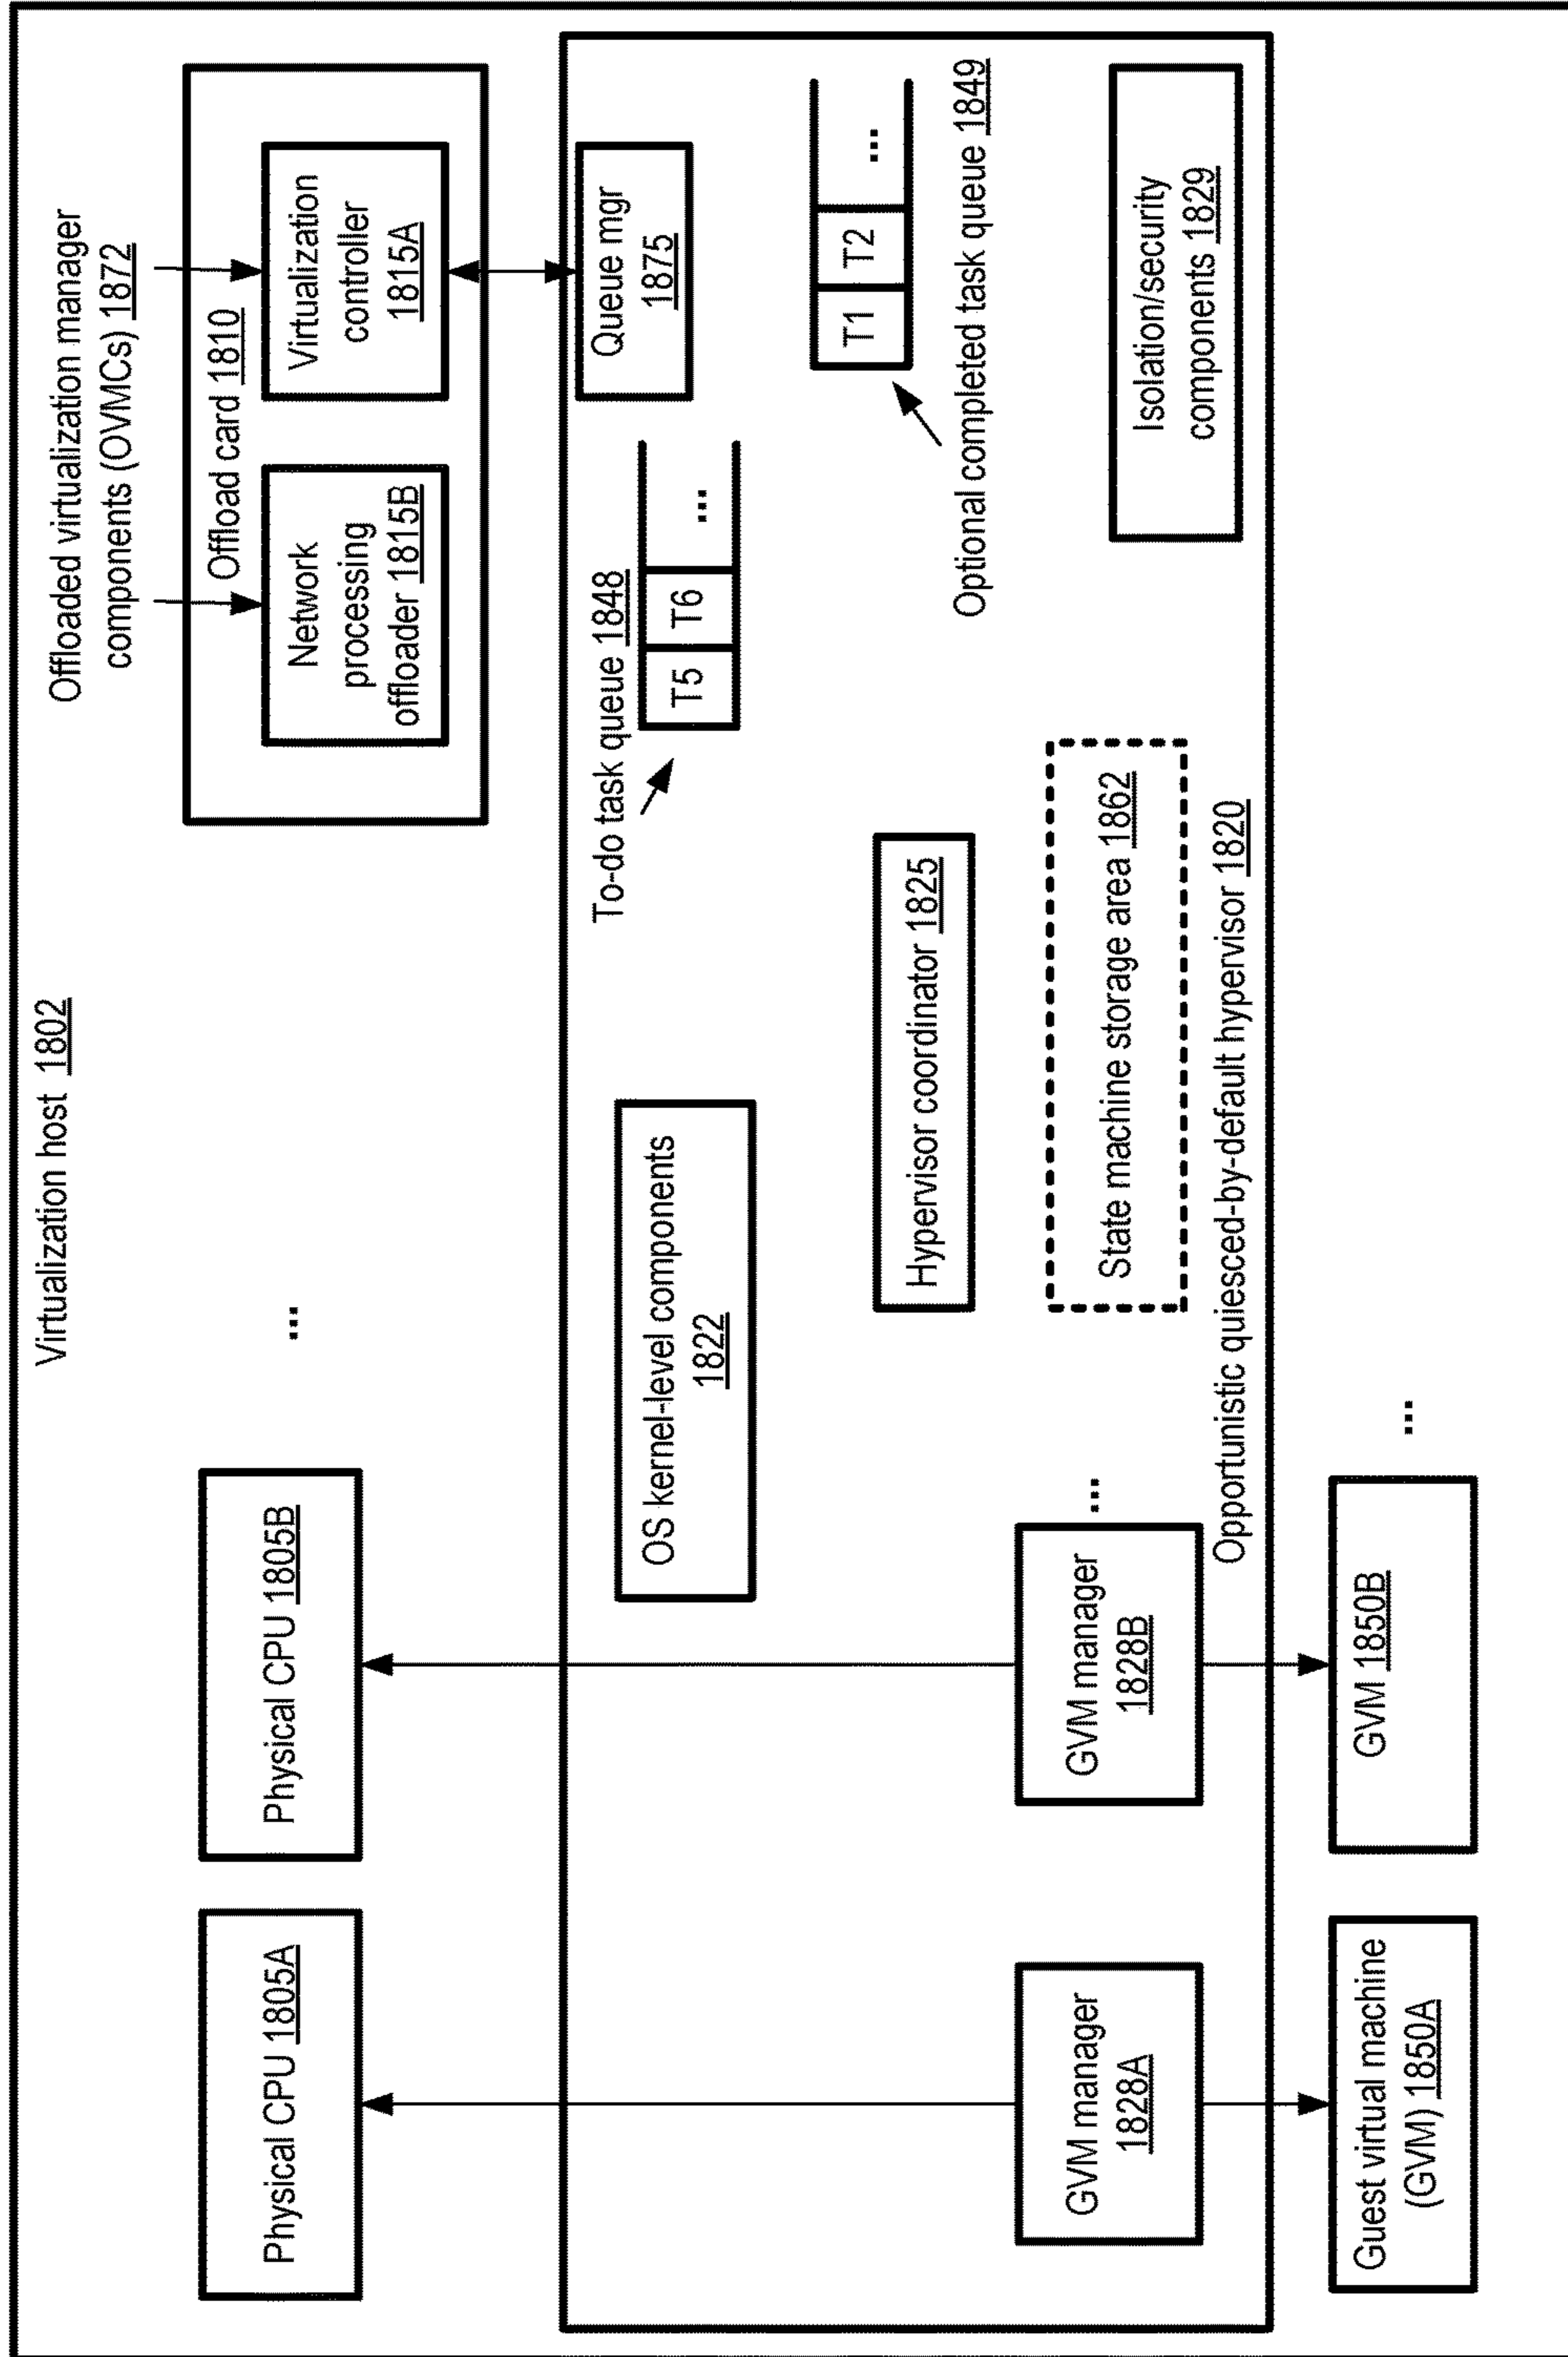 Virtualization host 1802
Offloaded virtualization manager
components (OVMCs) 1872
Physical CPU 1805A
Physical CPU 1805B
...
Offload card 1810
Network
processing
offloader 1815B
Virtualization
controller
1815A
OS kernel-level components
1822
To-do task queue 1848
T5
T6
...
Queue mgr
1875
Hypervisor coordinator 1825
T1
T2
...
Optional completed task queue 1849
GVM manager
1828A
GVM manager
1828B
...
State machine storage area 1862
Isolation/security
components 1829
Opportunistic quiesced-by-default hypervisor 1820
Guest virtual machine
(GVM) 1850A
GVM 1850B
...